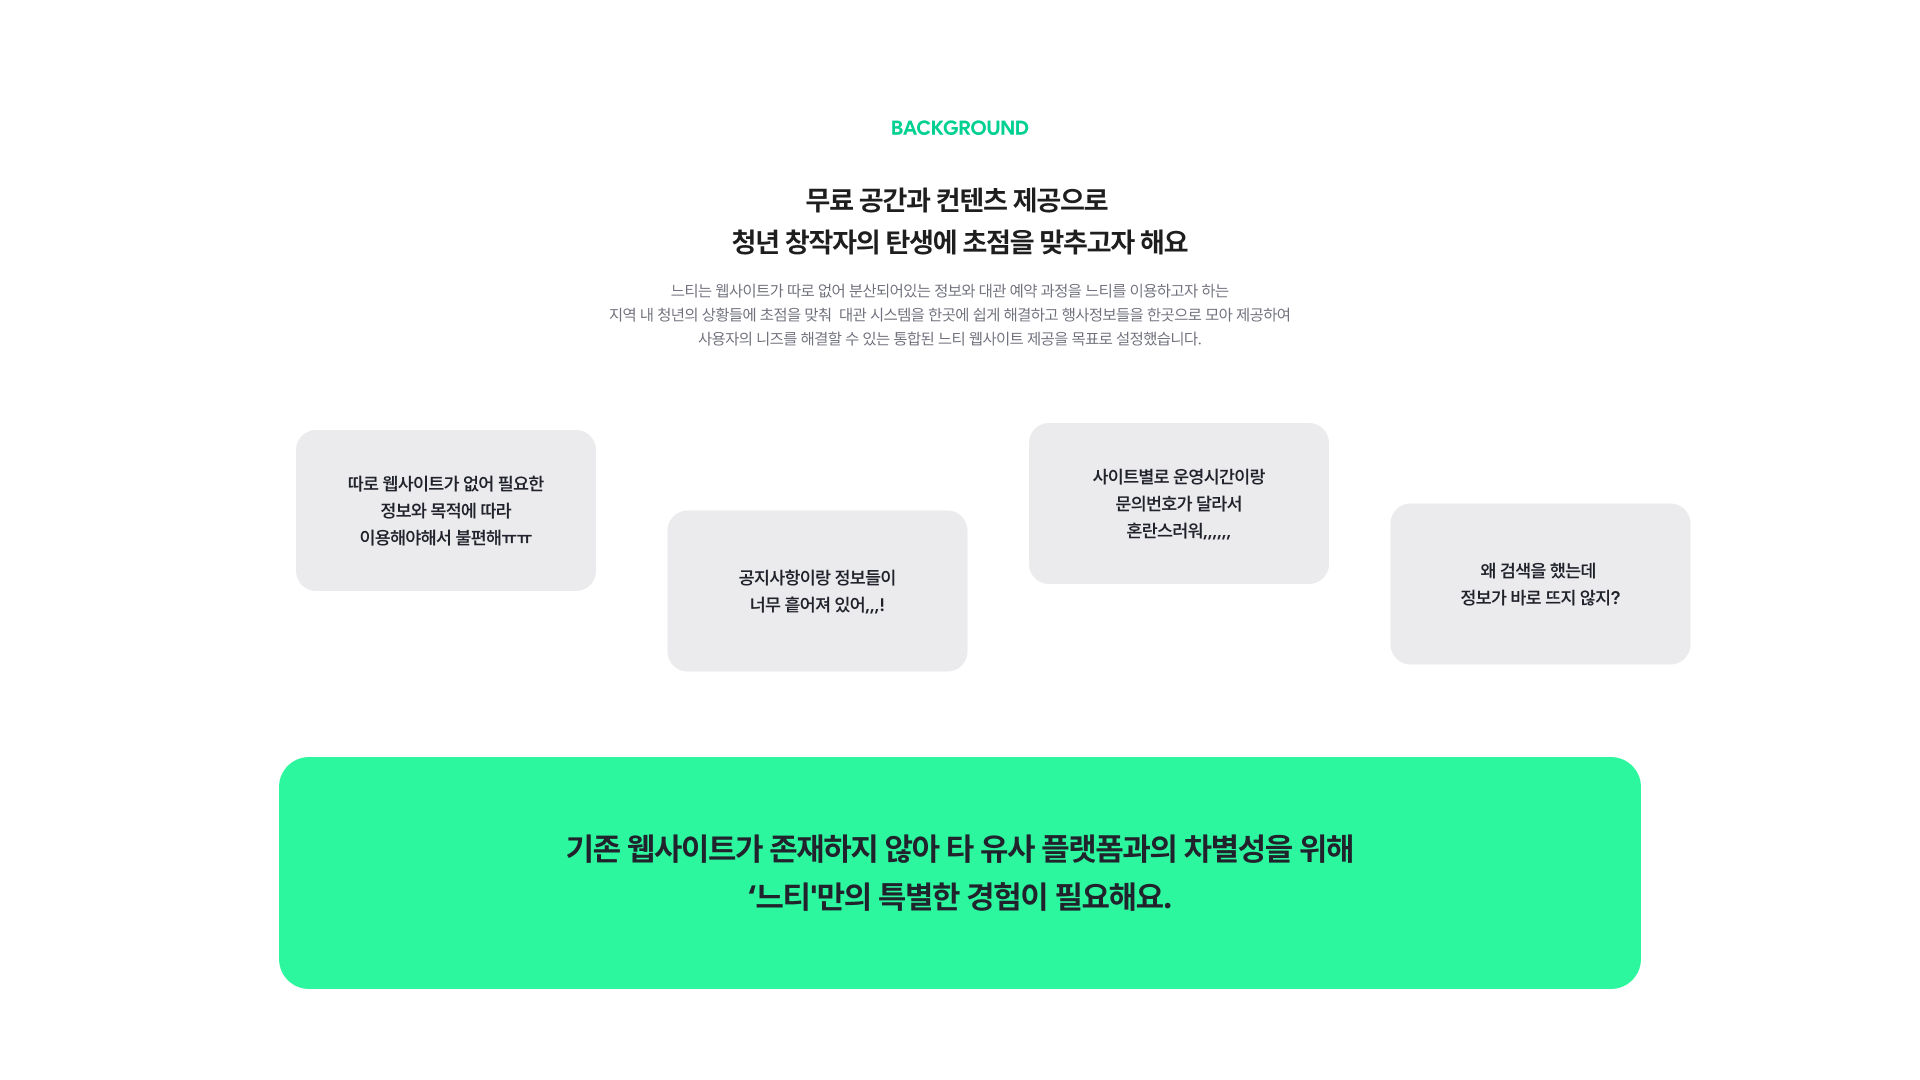 BACKGROUND
무료 공간과 컨텐츠 제공으로
청년 창작자의 탄생에 초점을 맞추고자 해요
느티는 웹사이트가 따로 없어 분산되어있는 정보와 대관 예약 과정을 느티를 이용하고자 하는
지역 내 청년의 상황들에 초점을 맞춰 대관 시스템을 한곳에 쉽게 해결하고 행사정보들을 한곳으로 모아 제공하여
사용자의 니즈를 해결할 수 있는 통합된 느티 웹사이트 제공을 목표로 설정했습니다.
따로 웹사이트가 없어 필요한
정보와 목적에 따라
이용해야해서 불편해ㅠㅠ
공지사항이랑 정보들이
너무 흩어져 있어,,,!
사이트별로 운영시간이랑
문의번호가 달라서
혼란스러워,,,,,,
왜 검색을 했는데
정보가 바로 뜨지 않지?
기존 웹사이트가 존재하지 않아 타 유사 플랫폼과의 차별성을 위해
‘느티'만의 특별한 경험이 필요해요.